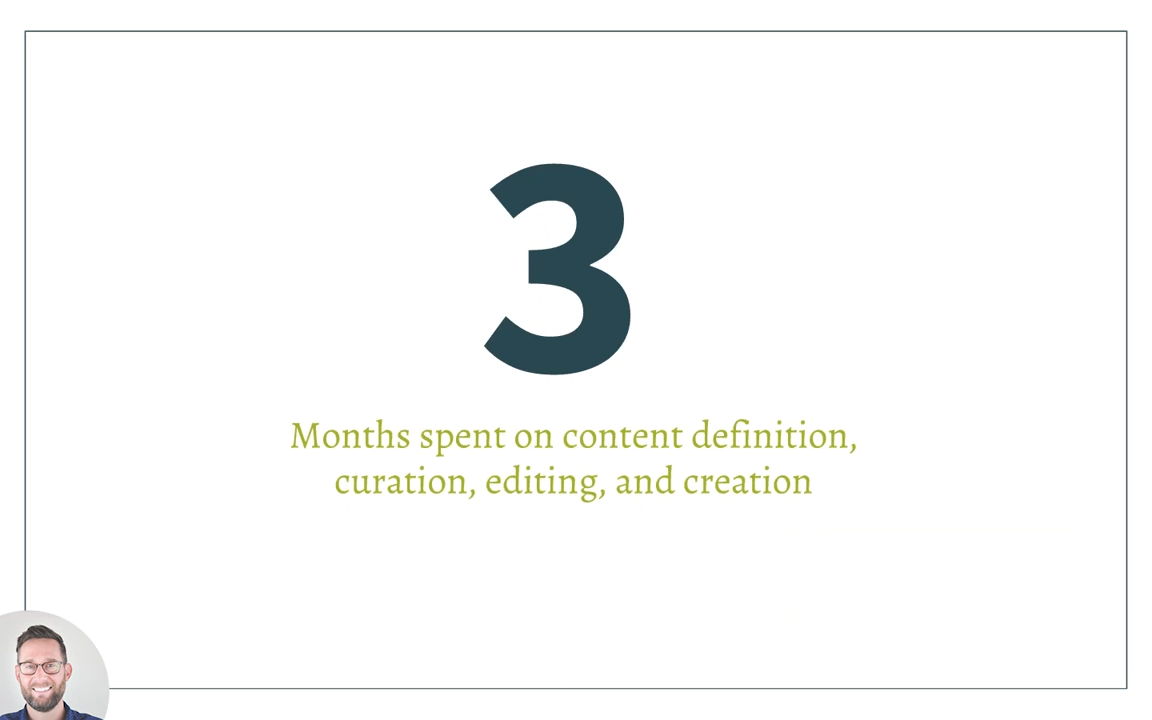 3
Months spent on content definition,
curation, editing, and creation